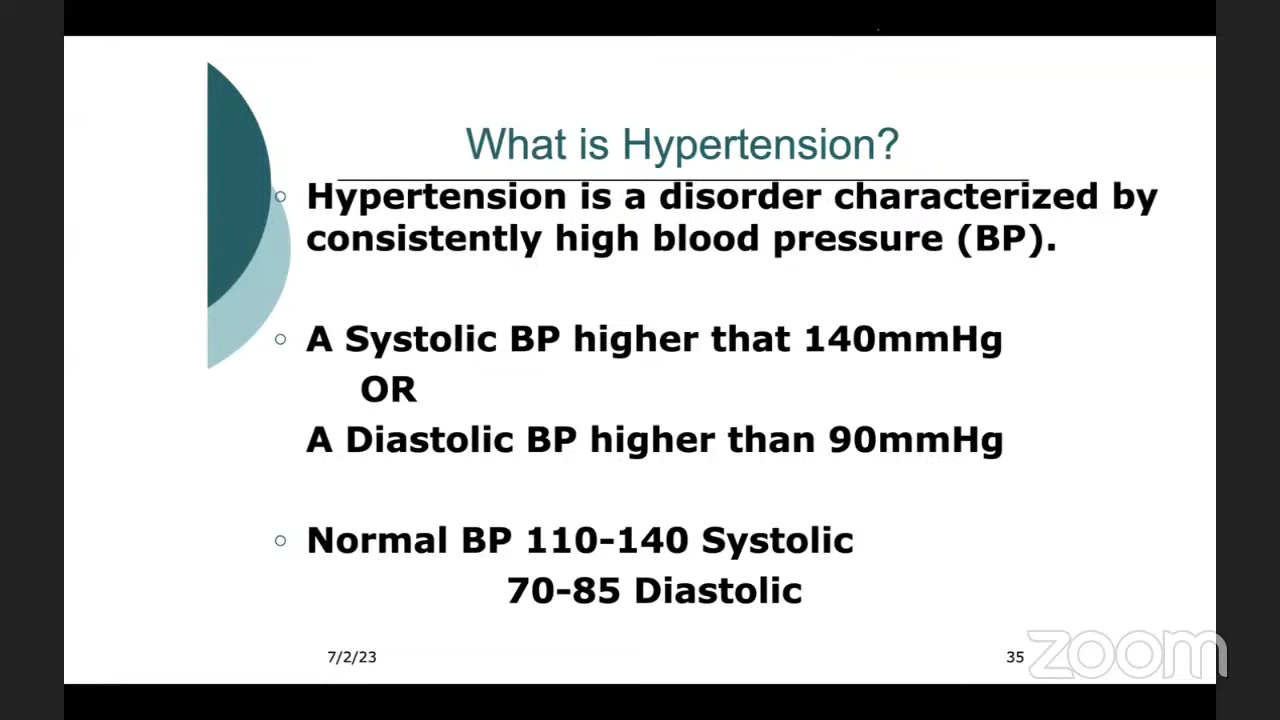 What is Hypertension?
Hypertension is a disorder characterized by
consistently high blood pressure (BP).
A Systolic BP higher that 140mmHg
OR
A Diastolic BP higher than 90mmHg
Normal BP 110-140 Systolic
70-85 Diastolic
7/2/23
35
zoom